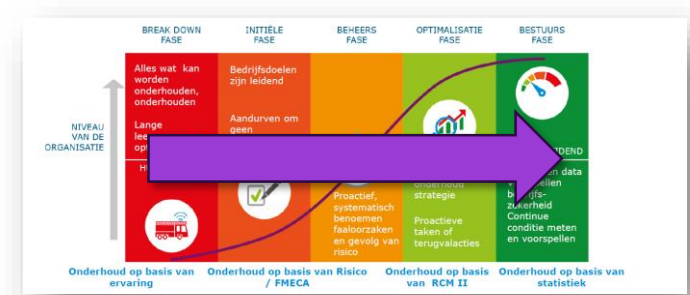 BREAK DOWN
FASE
INITIËLE
FASE
BEHEERS
FASE
OPTIMALISATIE
FASE
BESTUURS
FASE
Alles wat kan
worden
onderhouden,
onderhouden
Lange
Bedrijfsdoelen
zijn leidend
Aandurven om
geen
NIVEAU
VAN DE
ORGANISATIE
Proactief,
systematisch
benoemen
faaloorzaken
en gevolg van
risico
strategie
Proactieve
taken of
terugvalacties
en data
zekerheid
Continue
conditie meten
en voorspellen
Onderhoud op basis van
ervaring
Onderhoud op basis van Risico
/ FMECA
Onderhoud op basis
van RCM II
Onderhoud op basis van
statistiek